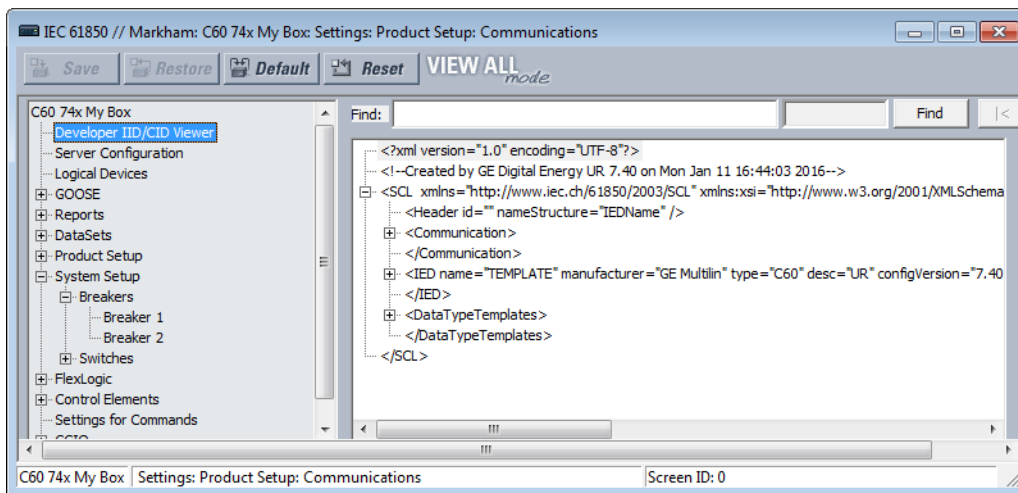 IEC 61850 // Markham: C60 74x My Box: Settings: Product Setup: Communications
Save Restore Default Reset VIEW ALL mode
C60 74x My Box
Developer IID/CID Viewer
Server Configuration
Logical Devices
GOOSE
Reports
DataSets
Product Setup
System Setup
Breakers
Breaker 1
Breaker 2
Switches
FlexLogic
Control Elements
Settings for Commands
Find: Find
<?xml version="1.0" encoding="UTF-8"?>
<!--Created by GE Digital Energy UR 7.40 on Mon Jan 11 16:44:03 2016-->
<SCL xmlns="http://www.iec.ch/61850/2003/SCL" xmlns:xsi="http://www.w3.org/2001/XMLSchema
<Header id="" nameStructure="IEDName" />
<Communication>
</Communication>
<IED name="TEMPLATE" manufacturer="GE Multilin" type="C60" desc="UR" configVersion="7.40
</IED>
<DataTypeTemplates>
</DataTypeTemplates>
</SCL>
C60 74x My Box Settings: Product Setup: Communications Screen ID: 0